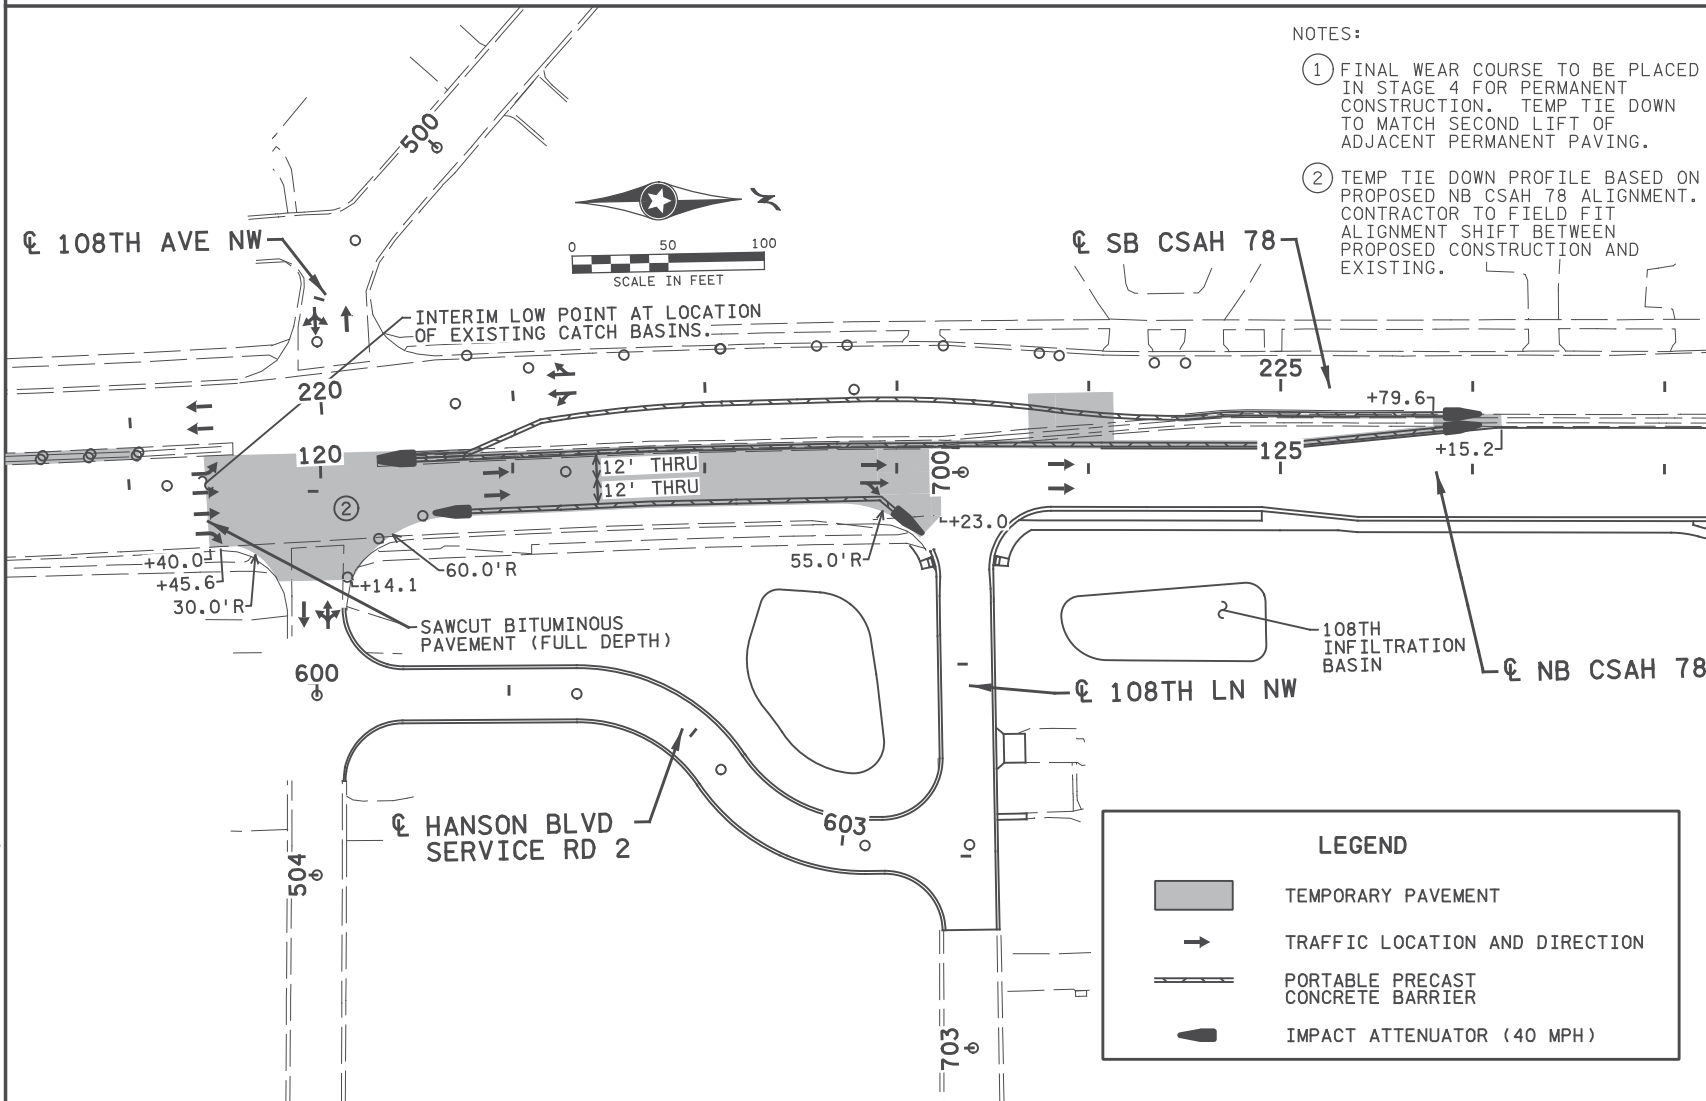 NOTES:
1 FINAL WEAR COURSE TO BE PLACED
IN STAGE 4 FOR PERMANENT
CONSTRUCTION. TEMP TIE DOWN
TO MATCH SECOND LIFT OF
ADJACENT PERMANENT PAVING.
2 TEMP TIE DOWN PROFILE BASED ON
PROPOSED NB CSAH 78 ALIGNMENT.
CONTRACTOR TO FIELD FIT
ALIGNMENT SHIFT BETWEEN
PROPOSED CONSTRUCTION AND
EXISTING.
500
℄ 108TH AVE NW
0 50 100
SCALE IN FEET
℄ SB CSAH 78
INTERIM LOW POINT AT LOCATION
OF EXISTING CATCH BASINS.
220
225
+79.6
120
125
+15.2
12' THRU
12' THRU
700
2
+23.0
+40.0
+45.6
30.0'R
+14.1
60.0'R
55.0'R
SAWCUT BITUMINOUS
PAVEMENT (FULL DEPTH)
108TH
INFILTRATION
BASIN
℄ NB CSAH 78
600
℄ 108TH LN NW
℄ HANSON BLVD
SERVICE RD 2
603
504
703
LEGEND
TEMPORARY PAVEMENT
TRAFFIC LOCATION AND DIRECTION
PORTABLE PRECAST
CONCRETE BARRIER
IMPACT ATTENUATOR (40 MPH)